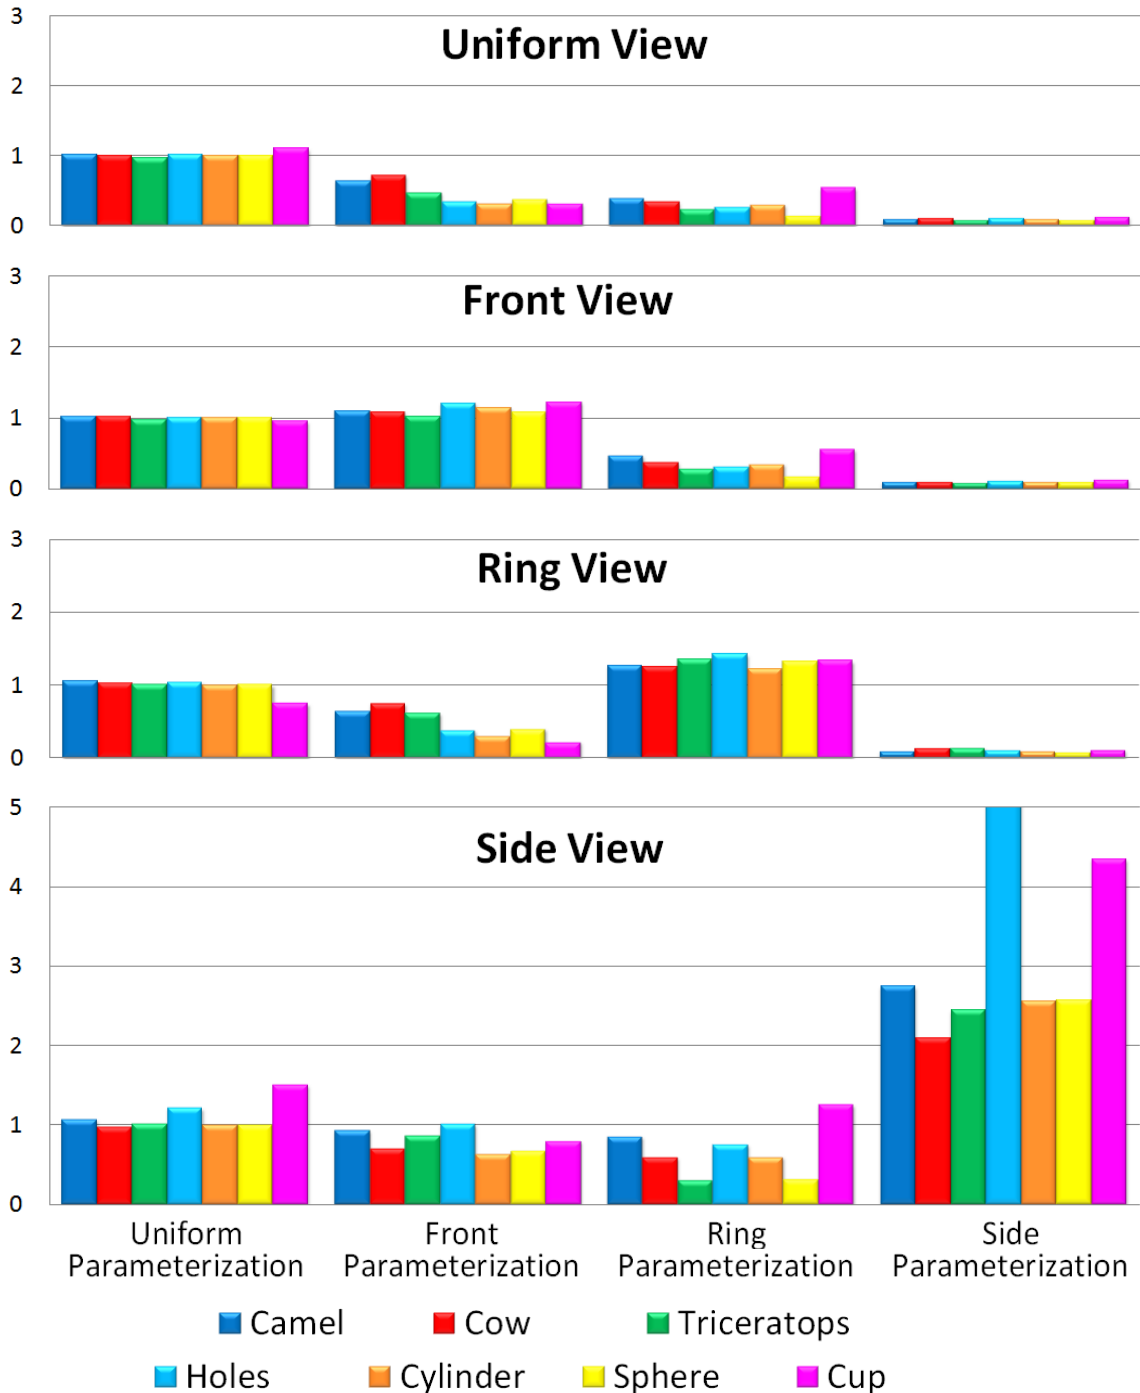 3
Uniform View
2
1
0
3
Front View
2
1
0
3
Ring View
2
1
0
5
Side View
4
3
2
1
0
Uniform Parameterization
Front Parameterization
Ring Parameterization
Side Parameterization
Camel Cow Triceratops
Holes Cylinder Sphere Cup